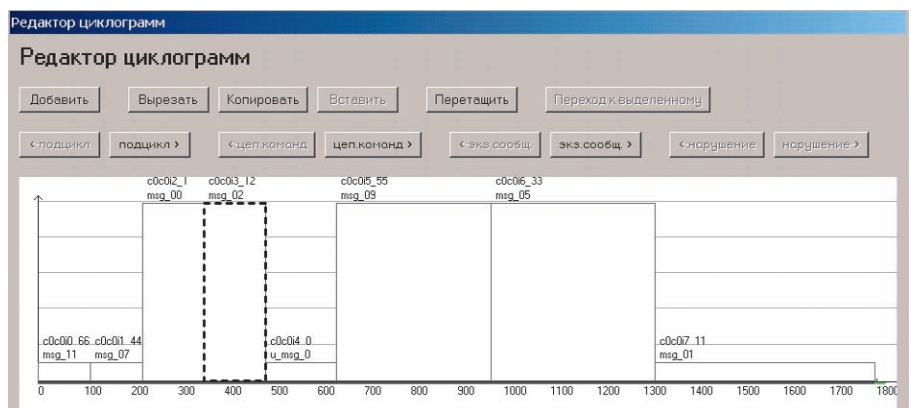 Редактор циклограмм
Редактор циклограмм
Добавить Вырезать Копировать Вставить Перетащить Переход к выделенному
< подцикл подцикл > < цеп.команд цеп.команд > < экз.сообщ. экз.сообщ. > < нарушение нарушение >
c0c0i2_1 c0c0i3_12 c0c0i5_55 c0c0i6_33
msg_00 msg_02 msg_09 msg_05
c0c0i0_66 c0c0i1_44 c0c0i4_0 c0c0i7_11
msg_11 msg_07 u_msg_0 msg_01
0 100 200 300 400 500 600 700 800 900 1000 1100 1200 1300 1400 1500 1600 1700 1800